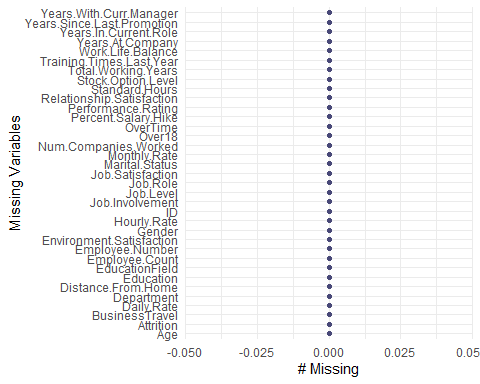 Years.With.Curr.Manager
Years.Since.Last.Promotion
Years.In.Current.Role
Years.At.Company
Work.Life.Balance
Training.Times.Last.Year
Total.Working.Years
Stock.Option.Level
Standard.Hours
Relationship.Satisfaction
Performance.Rating
Percent.Salary.Hike
OverTime
Over18
Num.Companies.Worked
Monthly.Rate
Marital.Status
Job.Satisfaction
Job.Role
Job.Level
Job.Involvement
ID
Hourly.Rate
Gender
Environment.Satisfaction
Employee.Number
Employee.Count
EducationField
Education
Distance.From.Home
Department
Daily.Rate
BusinessTravel
Attrition
Age
Missing Variables
-0.050 -0.025 0.000 0.025 0.05
# Missing